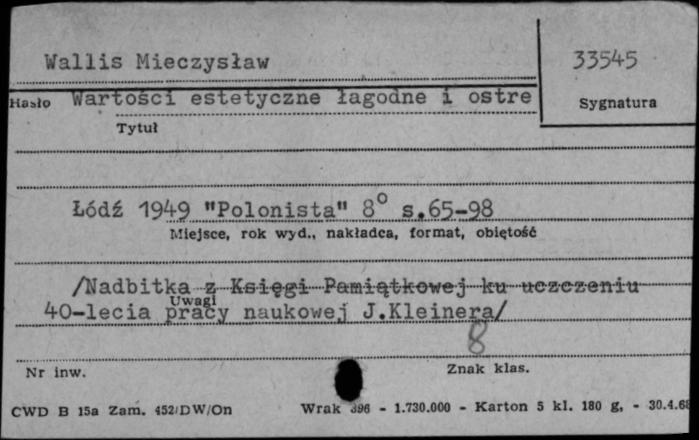 Wallis Mieczysław
33545
Hasło Wartości estetyczne łagodne i ostre
Sygnatura
Tytuł
Łódź 1949 "Polonista" 8° s.65-98
Miejsce, rok wyd., nakładca, format, objętość
/Nadbitka z Księgi Pamiątkowej ku uczczeniu
Uwagi
40-lecia pracy naukowej J.Kleinera/
8
Nr inw.
Znak klas.
CWD B 15a Zam. 452/DW/On Wrak 396 - 1.730.000 - Karton 5 kl. 180 g. - 30.4.68